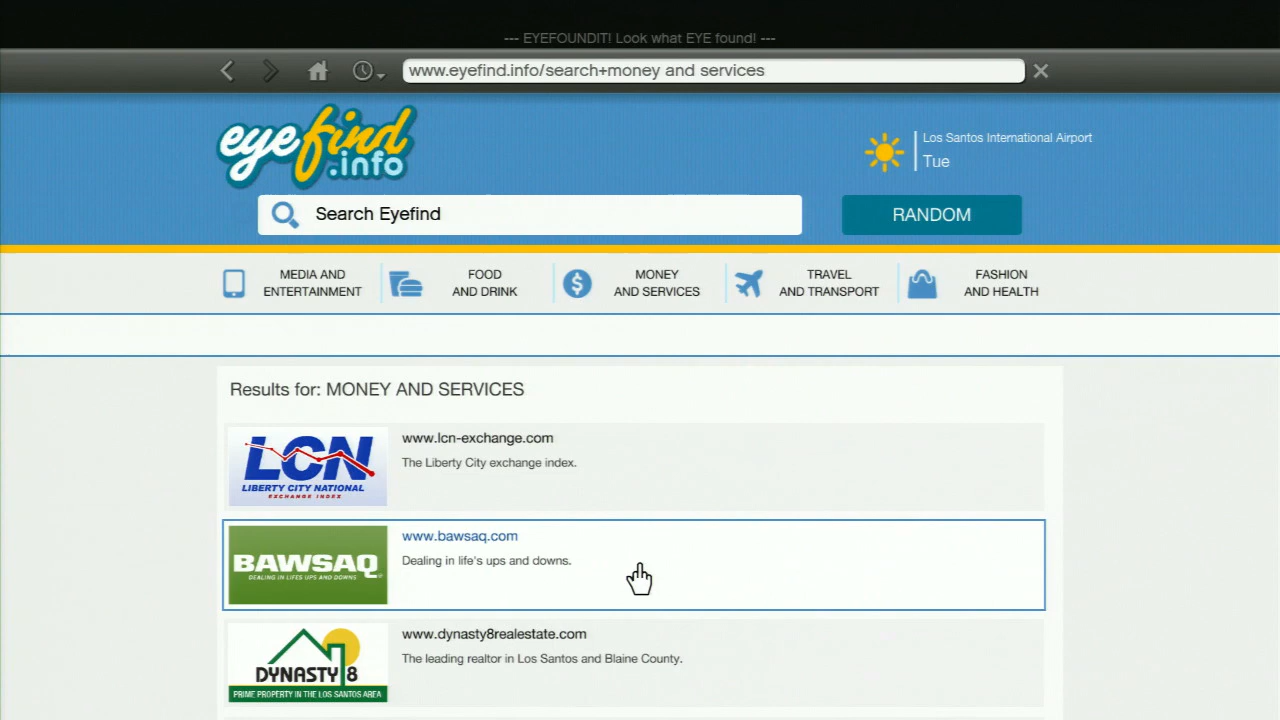 --- EYEFOUNDIT! Look what EYE found! ---
www.eyefind.info/search+money and services
eyefind
.info
Los Santos International Airport
Tue
Search Eyefind
RANDOM
MEDIA AND
ENTERTAINMENT
FOOD
AND DRINK
MONEY
AND SERVICES
TRAVEL
AND TRANSPORT
FASHION
AND HEALTH
Results for: MONEY AND SERVICES
LCN
LIBERTY CITY NATIONAL
EXCHANGE INDEX
www.lcn-exchange.com
The Liberty City exchange index.
BAWSAQ
DEALING IN LIFES UPS AND DOWNS
www.bawsaq.com
Dealing in life's ups and downs.
DYNASTY 8
PRIME PROPERTY IN THE LOS SANTOS AREA
www.dynasty8realestate.com
The leading realtor in Los Santos and Blaine County.